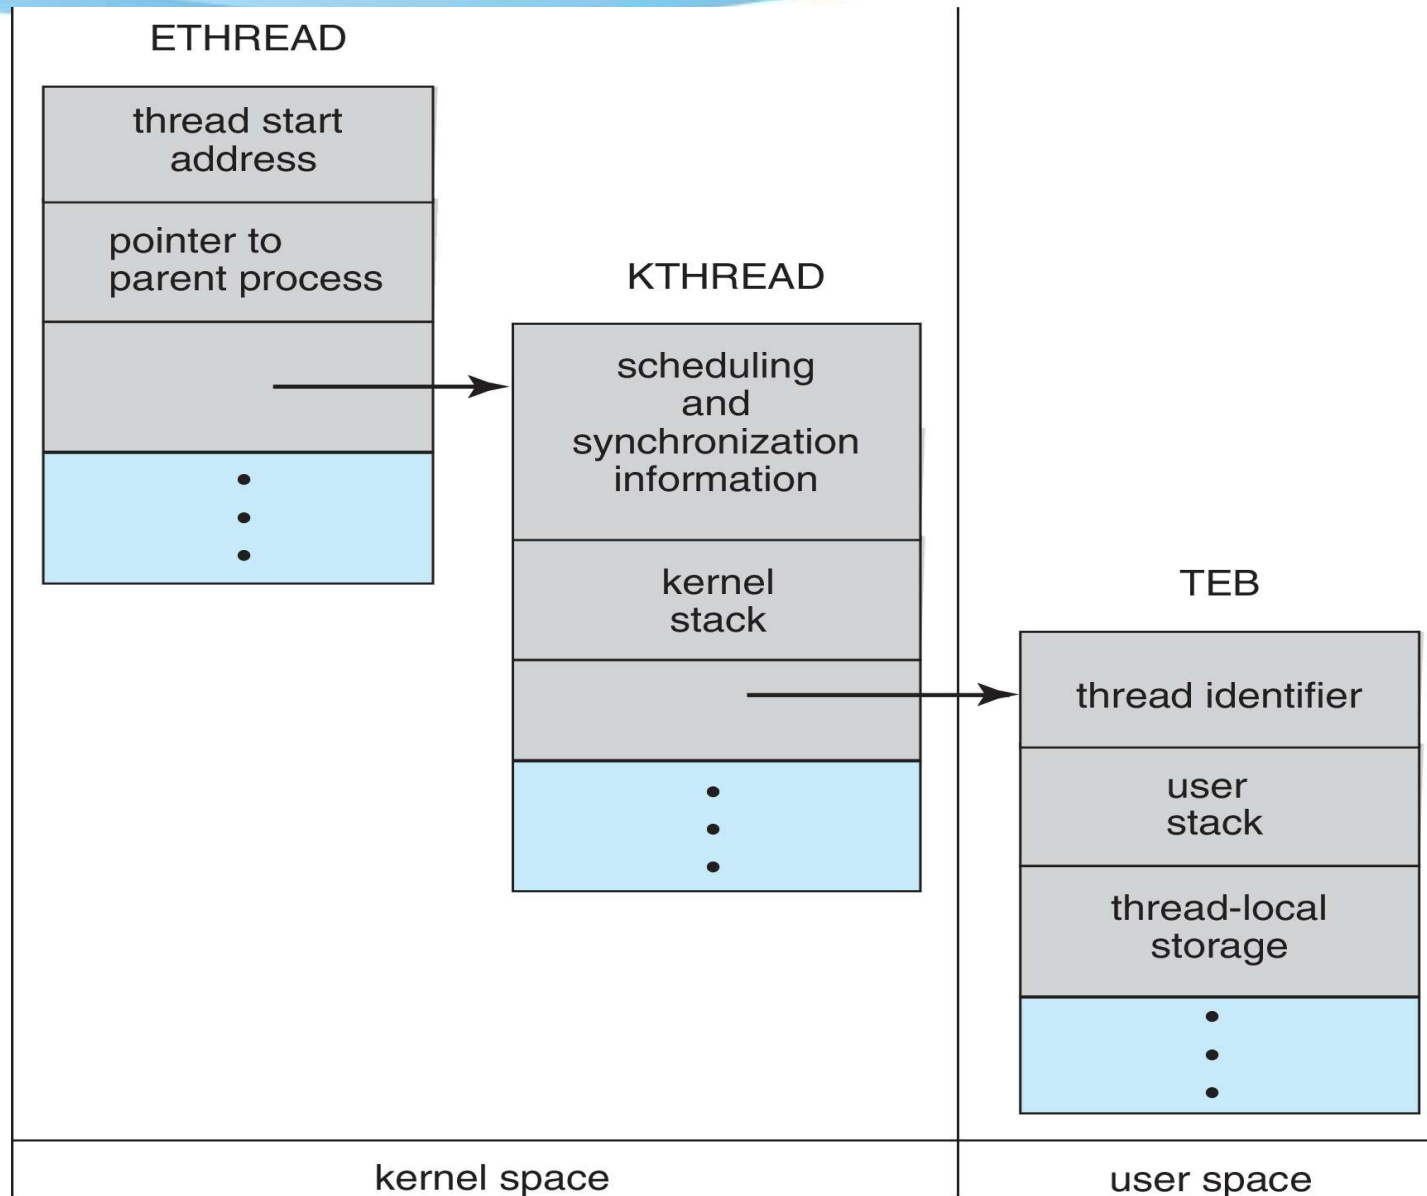 ETHREAD
thread start
address
pointer to
parent process
KTHREAD
scheduling
and
synchronization
information
kernel
stack
TEB
thread identifier
user
stack
thread-local
storage
kernel space
user space